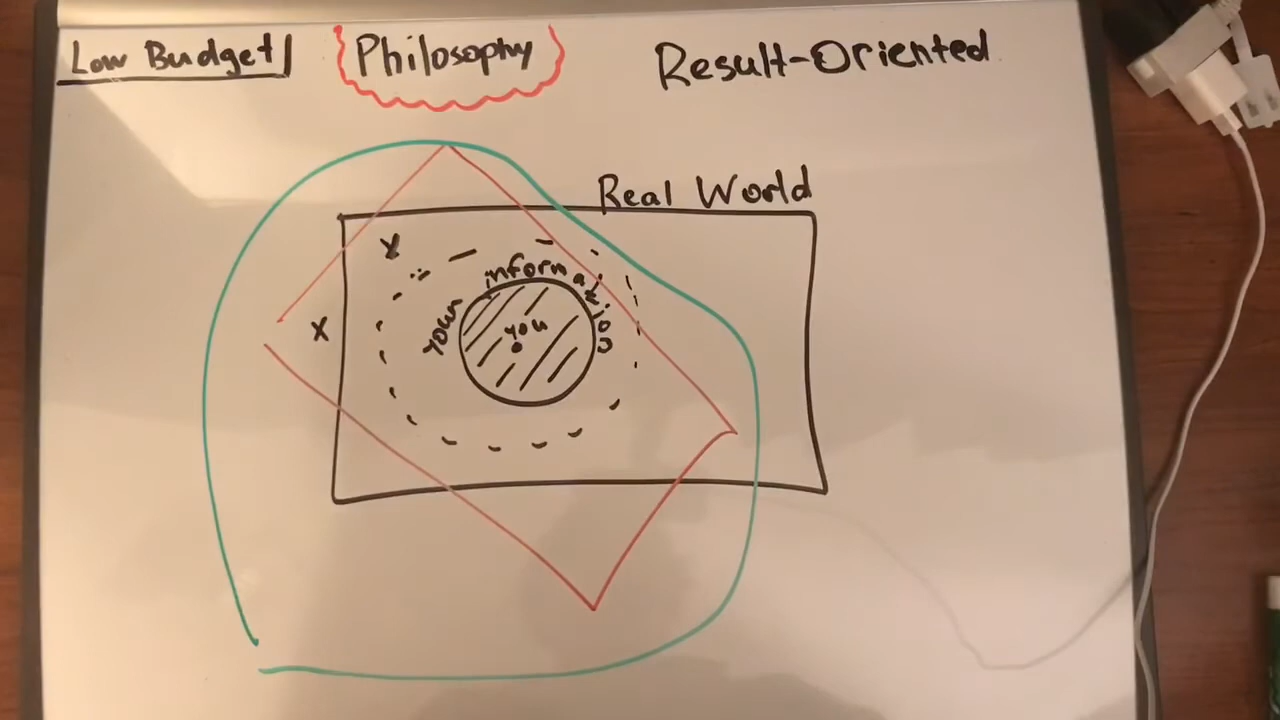 Low Budget Philosophy Result-Oriented
Real World
x
x
Your information
you